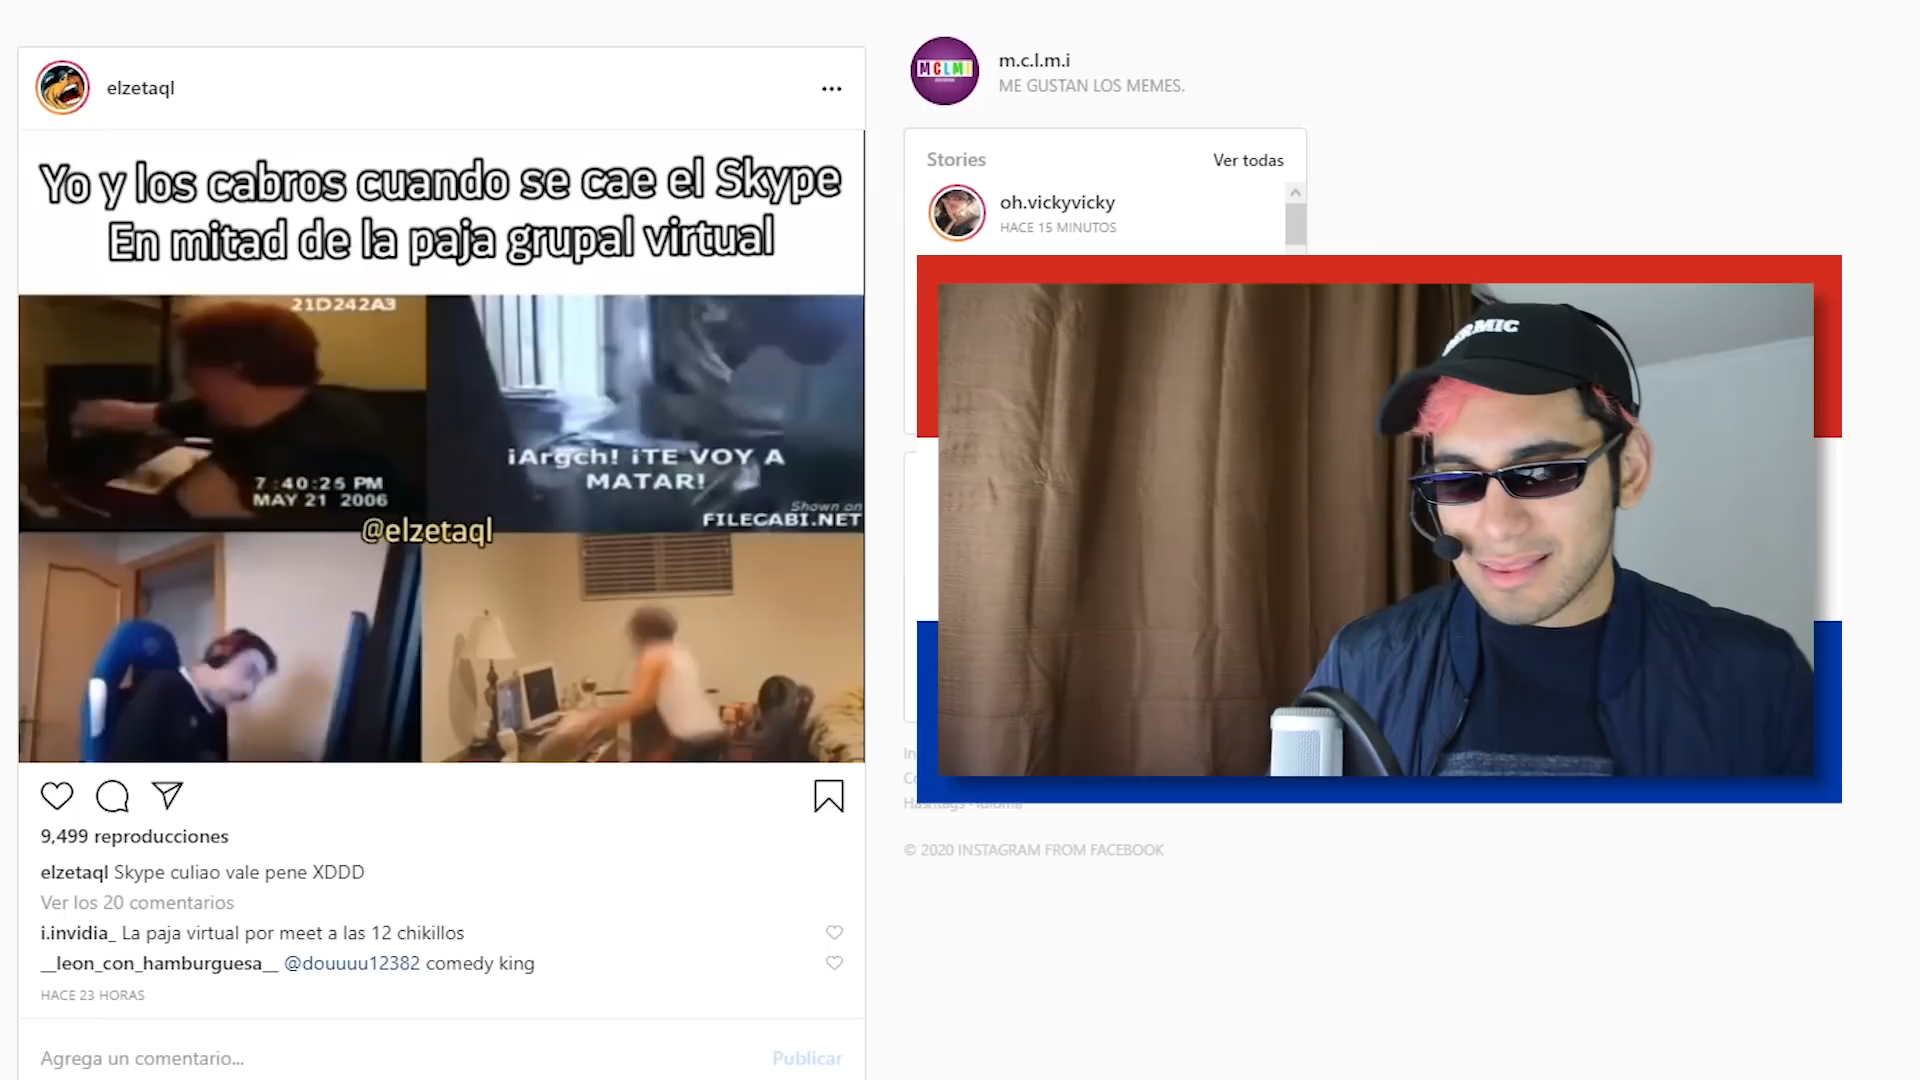 elzetaql
Yo y los cabros cuando se cae el Skype
En mitad de la paja grupal virtual
21D242A3
7:40:25 PM
MAY 21 2006
¡Argch! ¡TE VOY A
MATAR!
Shown on
FILECABI.NET
@elzetaql
9,499 reproducciones
elzetaql Skype culiao vale pene XDDD
Ver los 20 comentarios
i.invidia_ La paja virtual por meet a las 12 chikillos
__leon_con_hamburguesa__ @douuuu12382 comedy king
HACE 23 HORAS
Agrega un comentario...
Publicar
MCLMI
m.c.l.m.i
ME GUSTAN LOS MEMES.
Stories
Ver todas
oh.vickyvicky
HACE 15 MINUTOS
Hashtags · Idioma
© 2020 INSTAGRAM FROM FACEBOOK